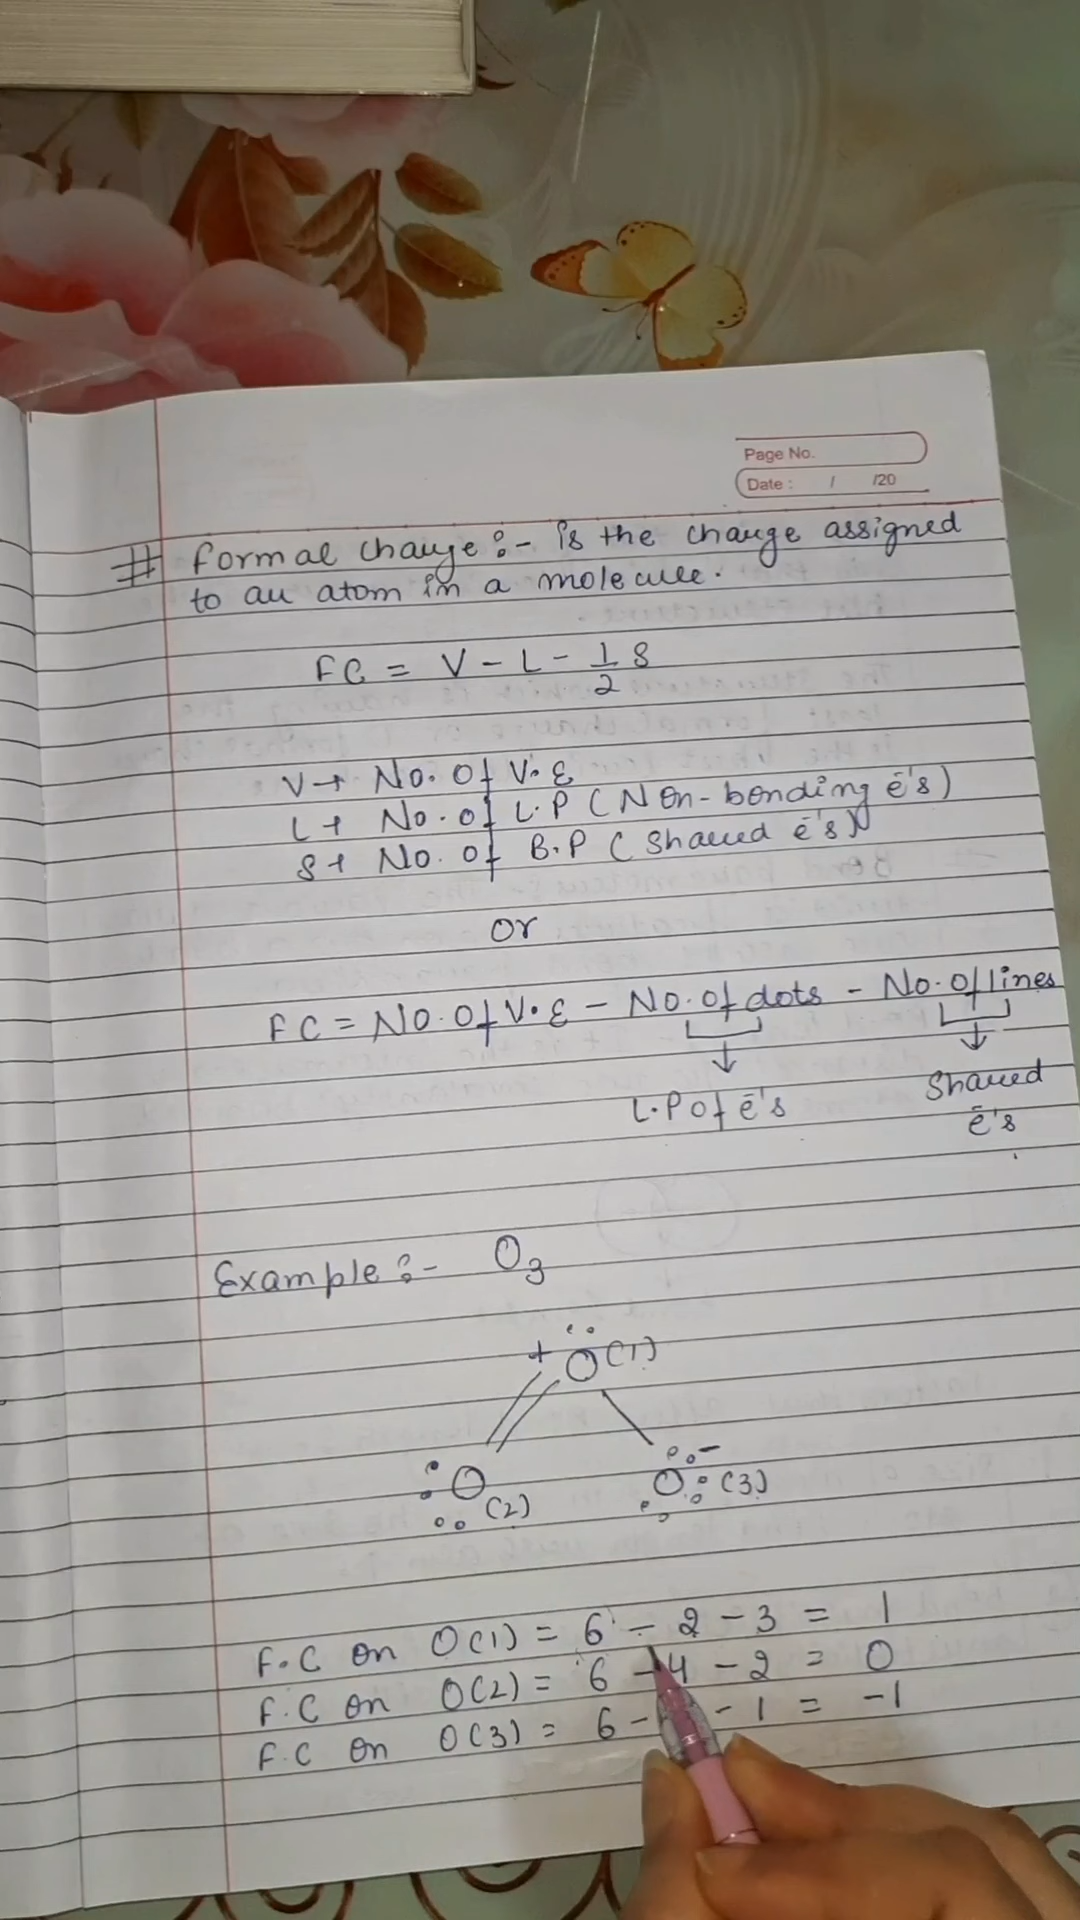 Page No.
Date : / /20
# formal charge :- is the charge assigned
to an atom in a molecule.
FC = V - L - 1/2 S
V → No. of V.E
L → No. of L.P (Non-bonding ē's)
S → No. of B.P (Shared ē's)
or
FC = No. of V.E - No. of dots - No. of lines
↓ ↓
L.P of ē's Shared
ē's
Example :- O3
+ O(1)
O (2) O (3) -
F.C on O(1) = 6 - 2 - 3 = 1
F.C on O(2) = 6 - 4 - 2 = 0
F.C on O(3) = 6 - - 1 = -1